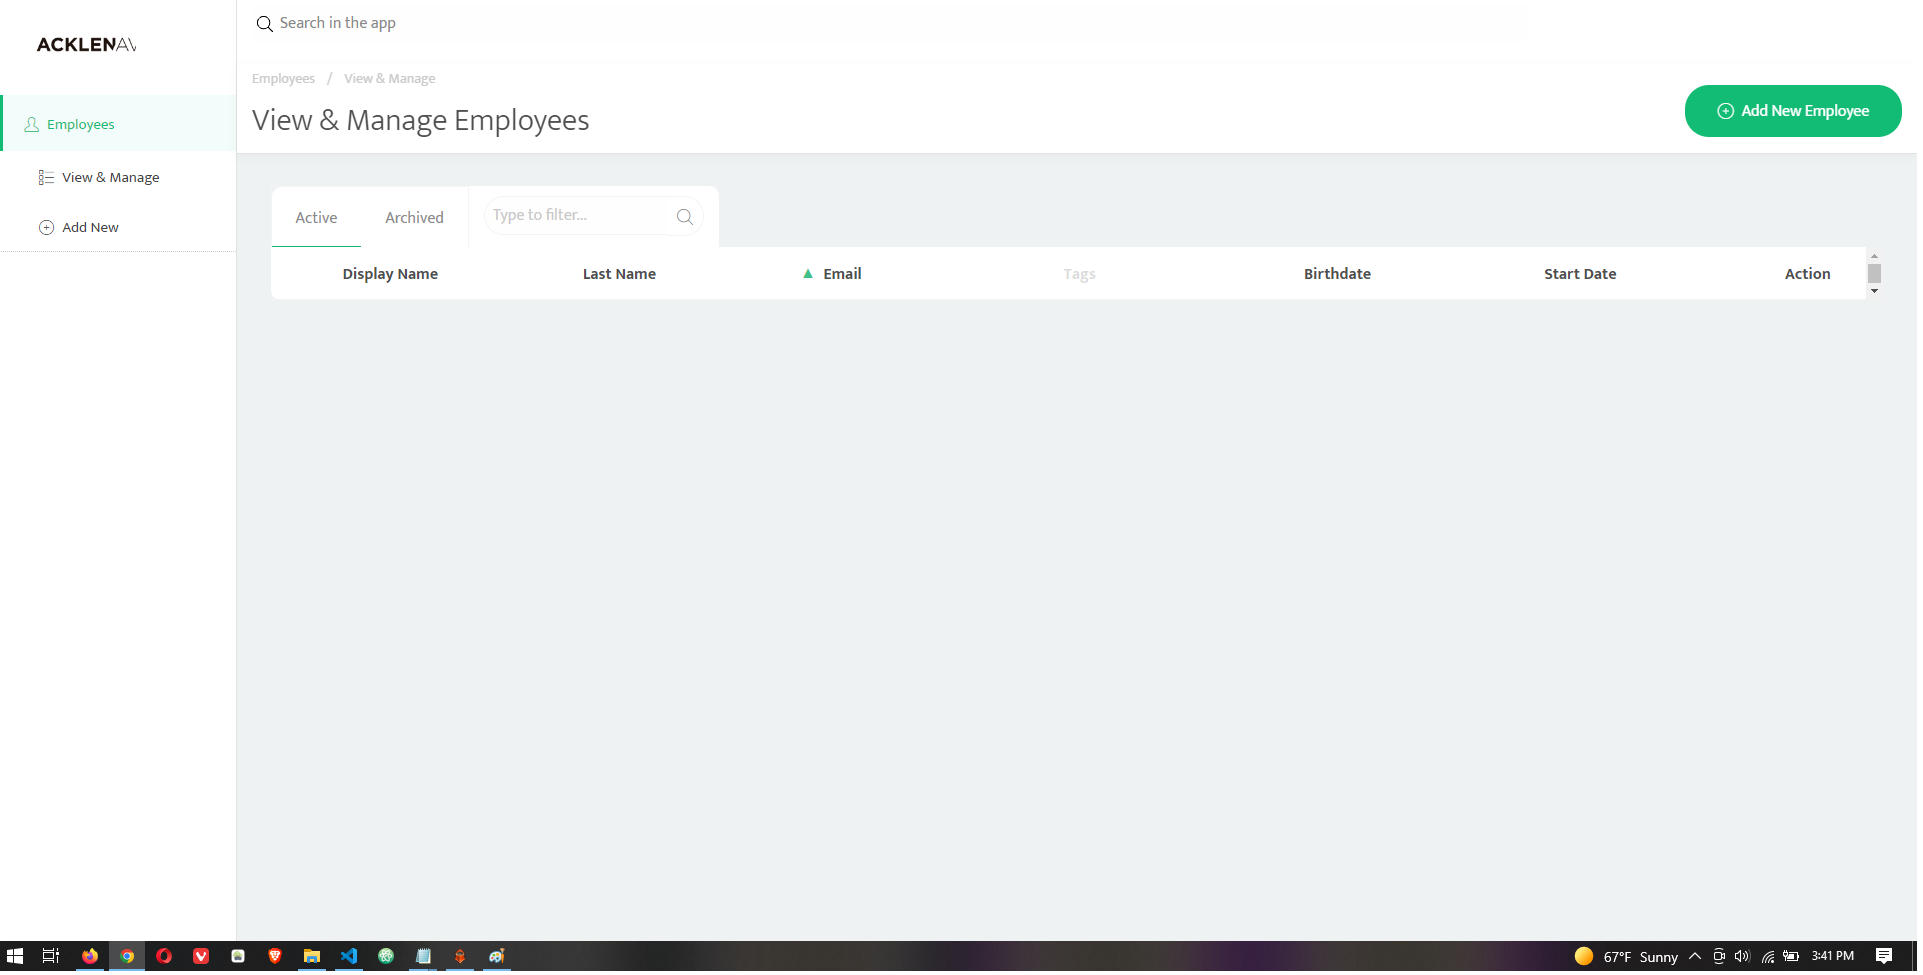 ACKLENAV
Search in the app
Employees / View & Manage
View & Manage Employees
Add New Employee
Employees
View & Manage
Add New
Active
Archived
Type to filter...
Display Name
Last Name
▲ Email
Tags
Birthdate
Start Date
Action
67°F Sunny
3:41 PM